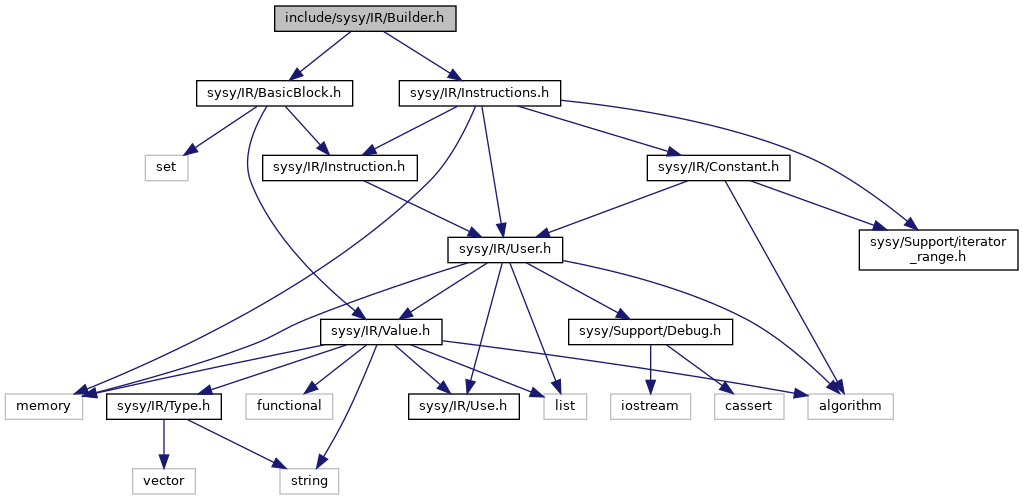 include/sysy/IR/Builder.h
sysy/IR/BasicBlock.h
sysy/IR/Instructions.h
set
sysy/IR/Instruction.h
sysy/IR/Constant.h
sysy/IR/User.h
sysy/Support/iterator
_range.h
sysy/IR/Value.h
sysy/Support/Debug.h
memory
sysy/IR/Type.h
functional
sysy/IR/Use.h
list
iostream
cassert
algorithm
vector
string